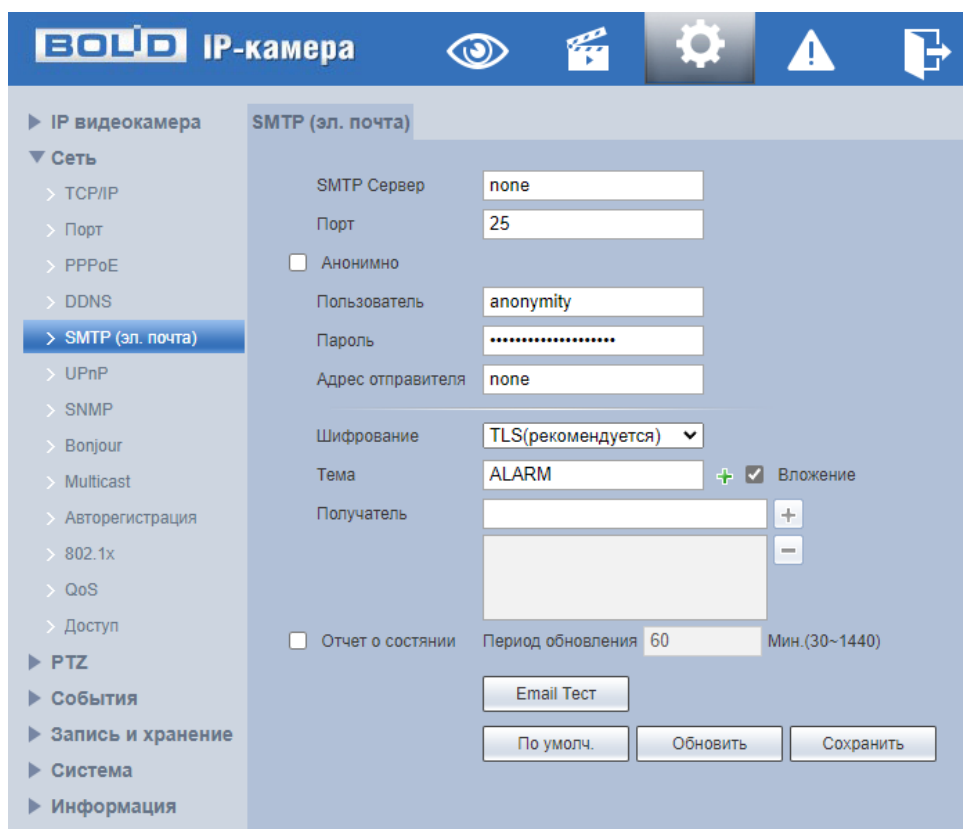 BOLID IP-камера
IP видеокамера
Сеть
TCP/IP
Порт
PPPoE
DDNS
SMTP (эл. почта)
UPnP
SNMP
Bonjour
Multicast
Авторегистрация
802.1x
QoS
Доступ
PTZ
События
Запись и хранение
Система
Информация
SMTP (эл. почта)
SMTP Сервер none
Порт 25
Анонимно
Пользователь anonymity
Пароль ••••••••••••••••••••
Адрес отправителя none
Шифрование TLS(рекомендуется)
Тема ALARM Вложение
Получатель
Отчет о состянии Период обновления 60 Мин.(30~1440)
Email Тест
По умолч. Обновить Сохранить